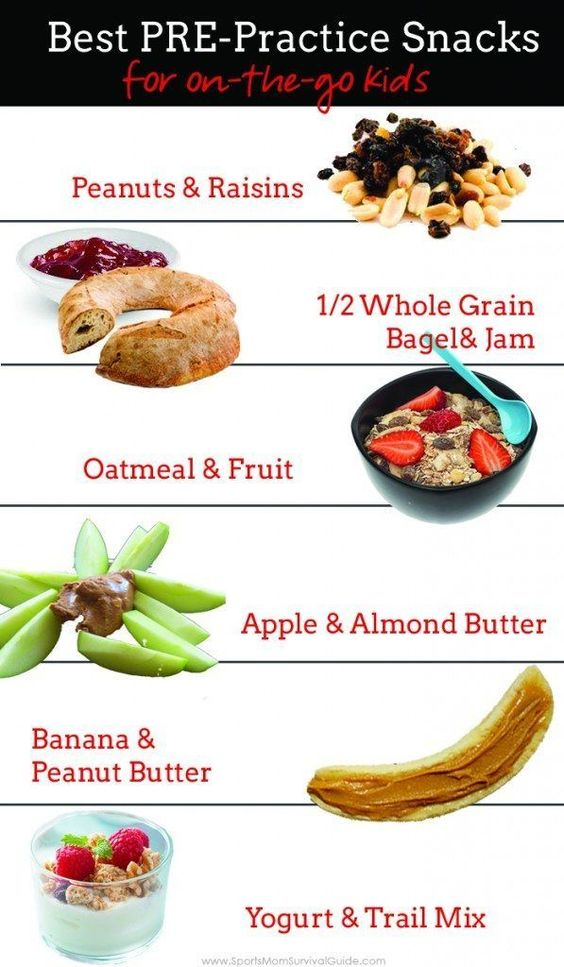 Best PRE-Practice Snacks
for on-the-go kids
Peanuts & Raisins
1/2 Whole Grain
Bagel& Jam
Oatmeal & Fruit
Apple & Almond Butter
Banana &
Peanut Butter
Yogurt & Trail Mix
www.SportsMomSurvivalGuide.com